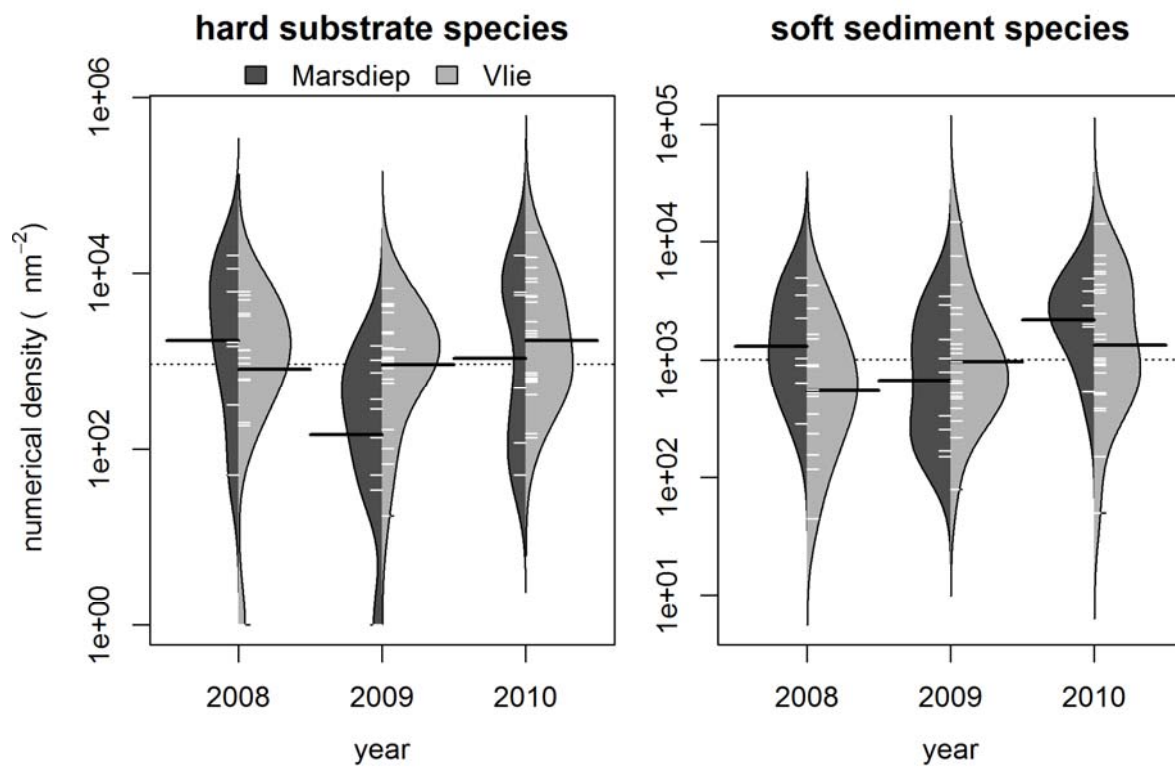 hard substrate species
soft sediment species
Marsdiep Vlie
numerical density ( nm−2)
1e+06
1e+04
1e+02
1e+00
2008 2009 2010
year
1e+05
1e+04
1e+03
1e+02
1e+01
2008 2009 2010
year